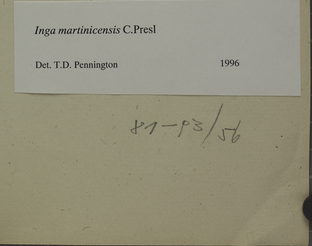 Inga martinicensis C.Presl
Det. T.D. Pennington 1996
81-93/56